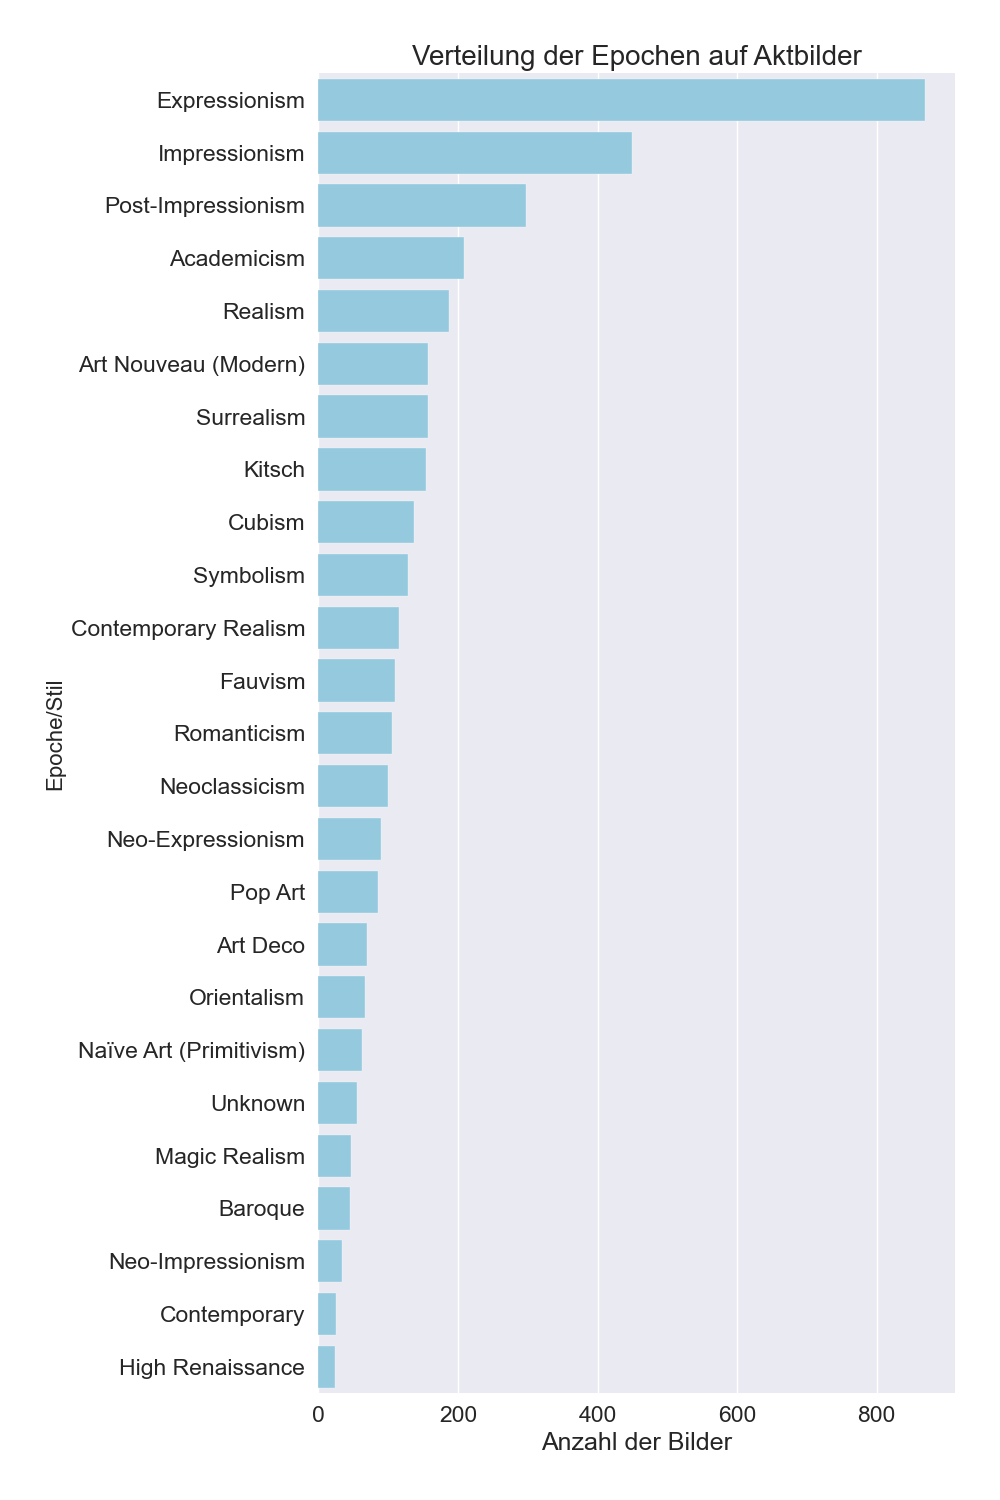 Verteilung der Epochen auf Aktbilder
Expressionism
Impressionism
Post-Impressionism
Academicism
Realism
Art Nouveau (Modern)
Surrealism
Kitsch
Cubism
Symbolism
Contemporary Realism
Fauvism
Romanticism
Neoclassicism
Neo-Expressionism
Pop Art
Art Deco
Orientalism
Naïve Art (Primitivism)
Unknown
Magic Realism
Baroque
Neo-Impressionism
Contemporary
High Renaissance
Epoche/Stil
0 200 400 600 800
Anzahl der Bilder